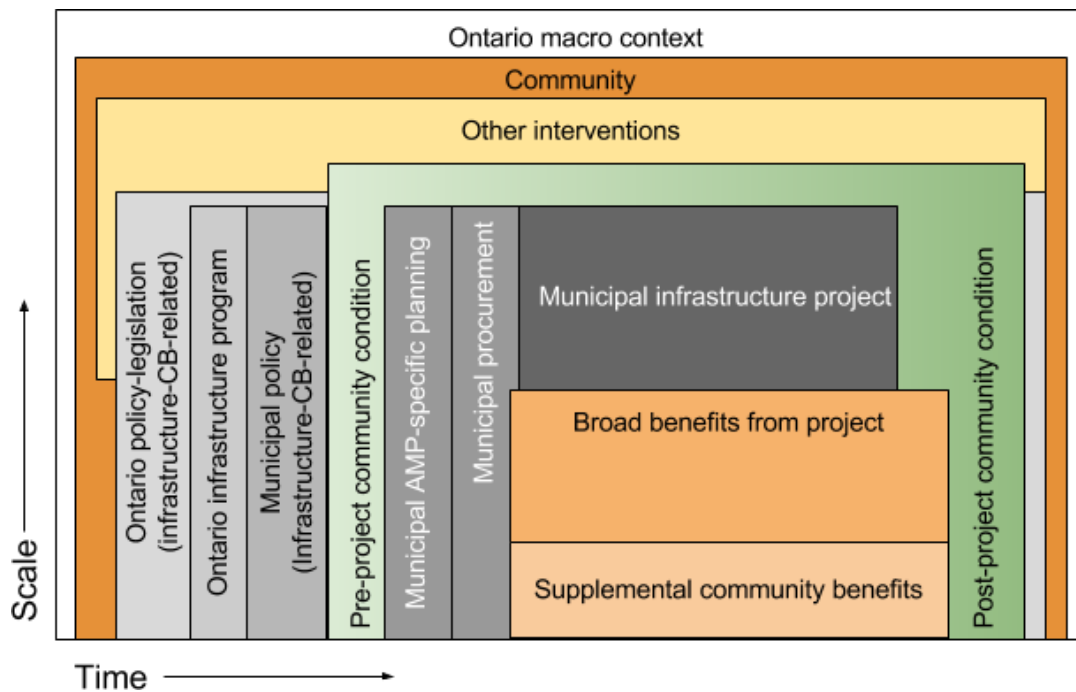 Ontario macro context
Community
Other interventions
Ontario policy-legislation
(infrastructure-CB-related)
Ontario infrastructure program
Municipal policy
(Infrastructure-CB-related)
Pre-project community condition
Municipal AMP-specific planning
Municipal procurement
Municipal infrastructure project
Broad benefits from project
Supplemental community benefits
Post-project community condition
Scale
Time